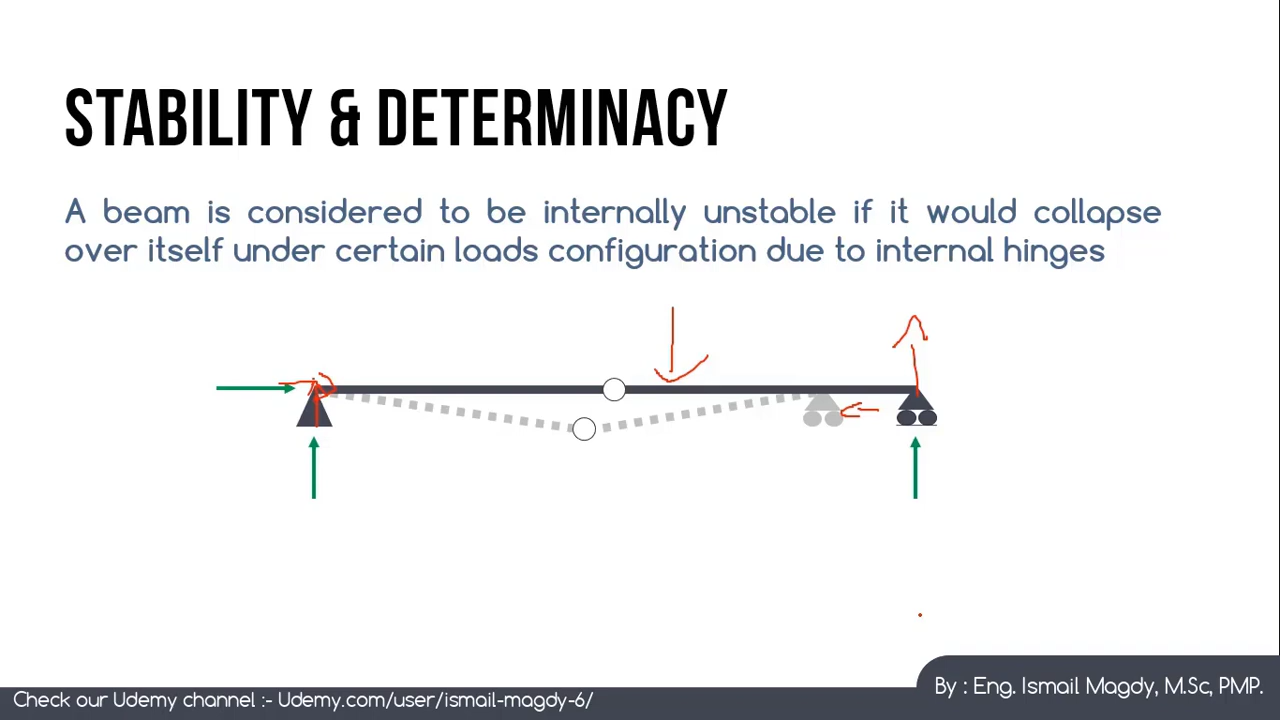 STABILITY & DETERMINACY
A beam is considered to be internally unstable if it would collapse
over itself under certain loads configuration due to internal hinges
Check our Udemy channel :- Udemy.com/user/ismail-magdy-6/
By : Eng. Ismail Magdy, M.Sc, PMP.